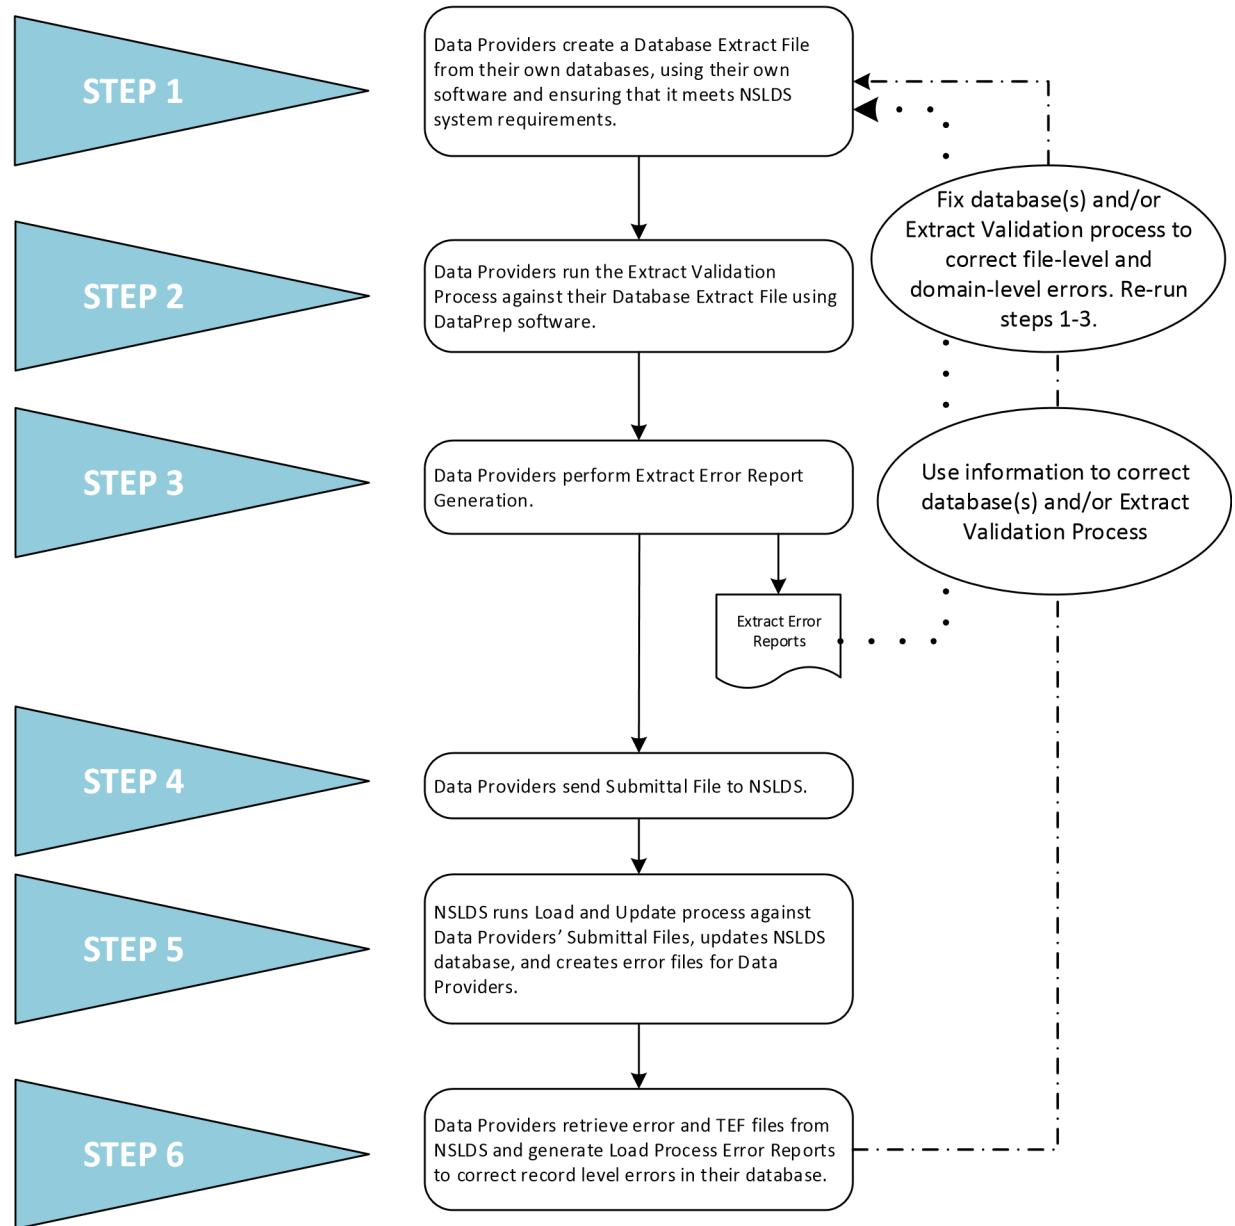 STEP 1
Data Providers create a Database Extract File
from their own databases, using their own
software and ensuring that it meets NSLDS
system requirements.
Fix database(s) and/or
Extract Validation process to
correct file-level and
domain-level errors. Re-run
steps 1-3.
STEP 2
Data Providers run the Extract Validation
Process against their Database Extract File using
DataPrep software.
STEP 3
Data Providers perform Extract Error Report
Generation.
Use information to correct
database(s) and/or Extract
Validation Process
Extract Error
Reports
STEP 4
Data Providers send Submittal File to NSLDS.
STEP 5
NSLDS runs Load and Update process against
Data Providers’ Submittal Files, updates NSLDS
database, and creates error files for Data
Providers.
STEP 6
Data Providers retrieve error and TEF files from
NSLDS and generate Load Process Error Reports
to correct record level errors in their database.